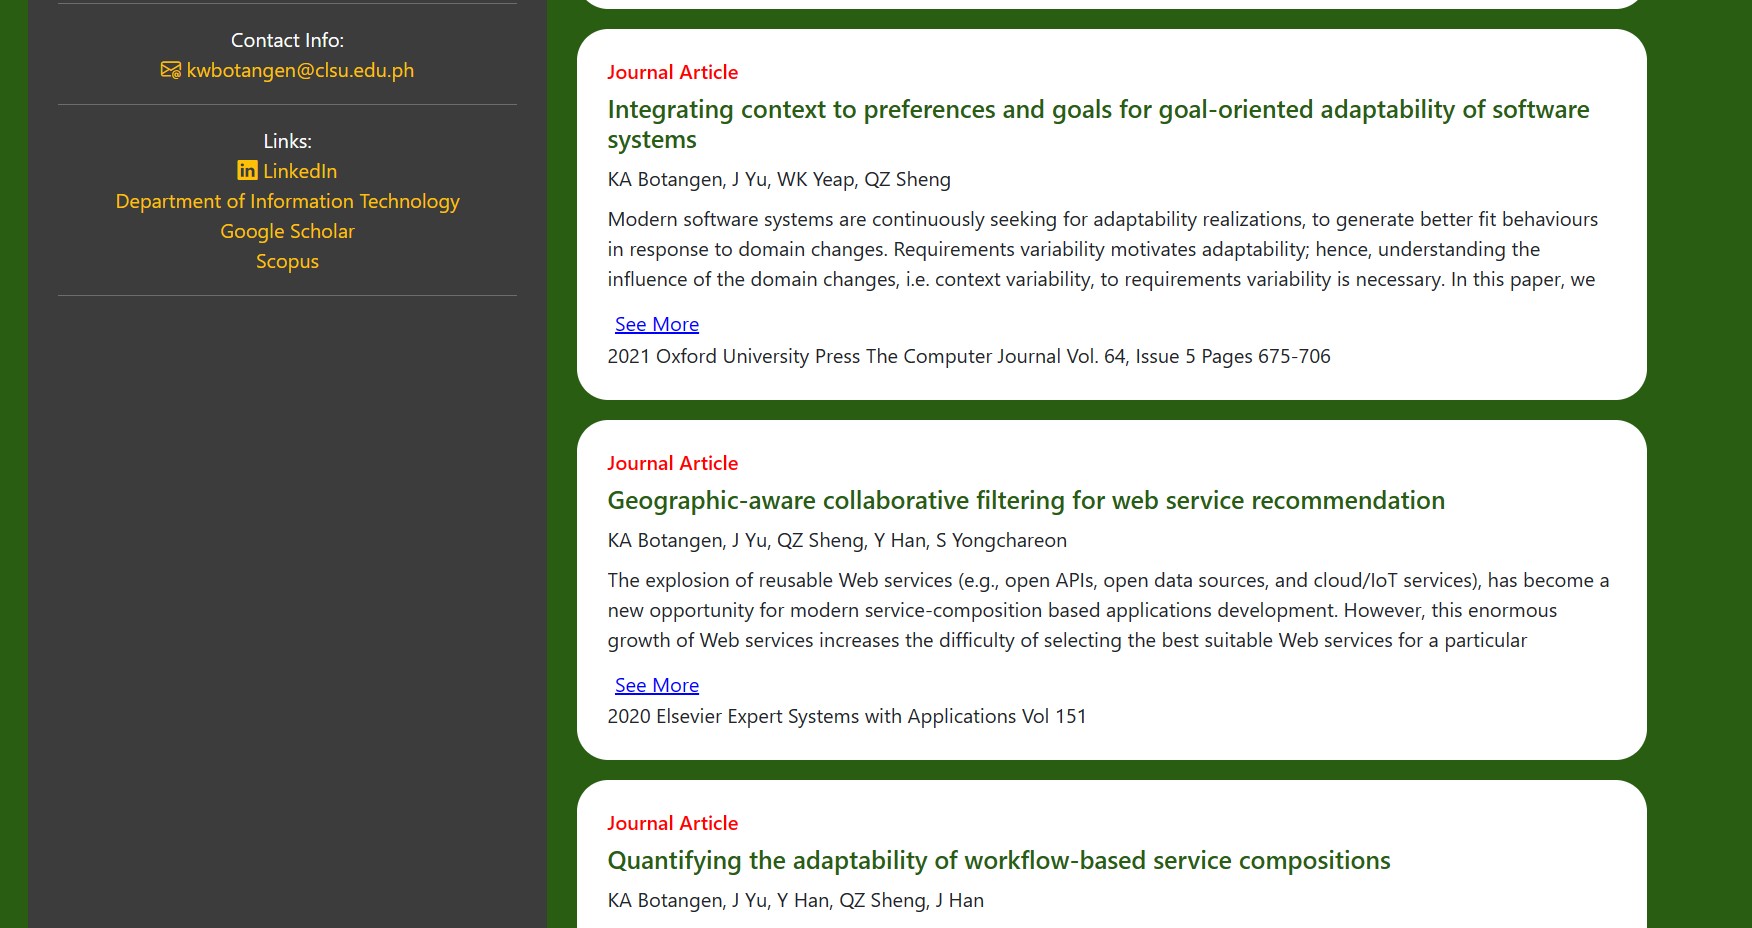 Contact Info:
kwbotangen@clsu.edu.ph
Links:
LinkedIn
Department of Information Technology
Google Scholar
Scopus
Journal Article
Integrating context to preferences and goals for goal-oriented adaptability of software
systems
KA Botangen, J Yu, WK Yeap, QZ Sheng
Modern software systems are continuously seeking for adaptability realizations, to generate better fit behaviours
in response to domain changes. Requirements variability motivates adaptability; hence, understanding the
influence of the domain changes, i.e. context variability, to requirements variability is necessary. In this paper, we
See More
2021 Oxford University Press The Computer Journal Vol. 64, Issue 5 Pages 675-706
Journal Article
Geographic-aware collaborative filtering for web service recommendation
KA Botangen, J Yu, QZ Sheng, Y Han, S Yongchareon
The explosion of reusable Web services (e.g., open APIs, open data sources, and cloud/IoT services), has become a
new opportunity for modern service-composition based applications development. However, this enormous
growth of Web services increases the difficulty of selecting the best suitable Web services for a particular
See More
2020 Elsevier Expert Systems with Applications Vol 151
Journal Article
Quantifying the adaptability of workflow-based service compositions
KA Botangen, J Yu, Y Han, QZ Sheng, J Han